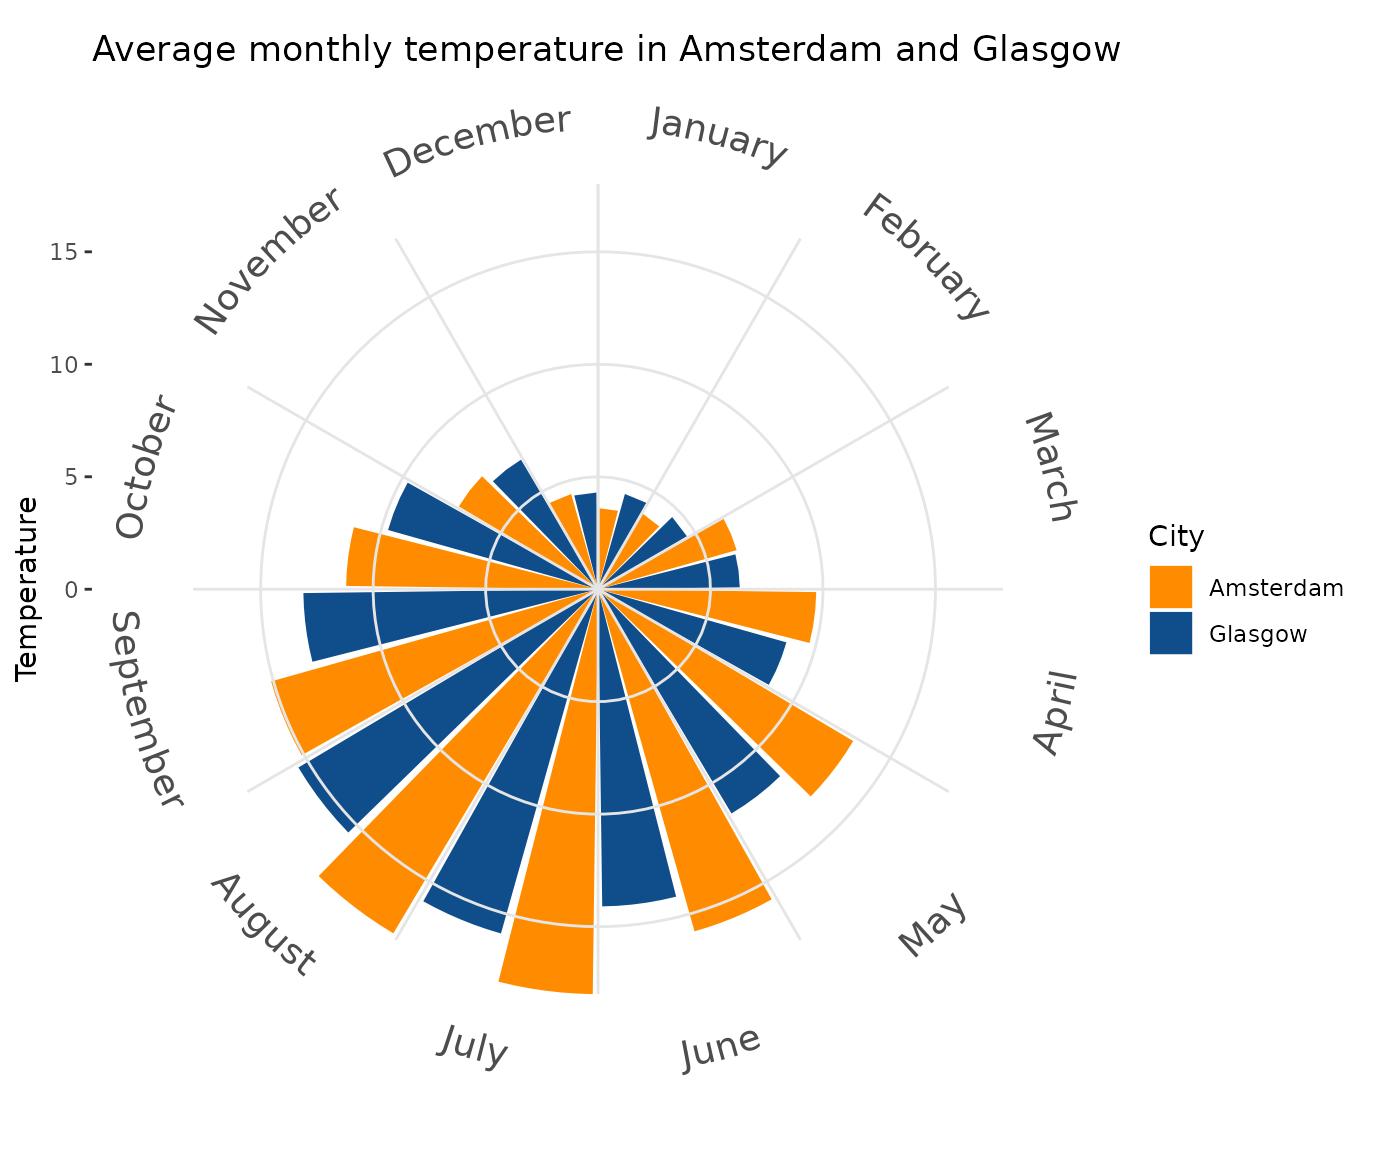 Average monthly temperature in Amsterdam and Glasgow
December
January
November
February
15
10
October
March
5
City
Temperature
0
Amsterdam
Glasgow
September
April
August
May
July
June